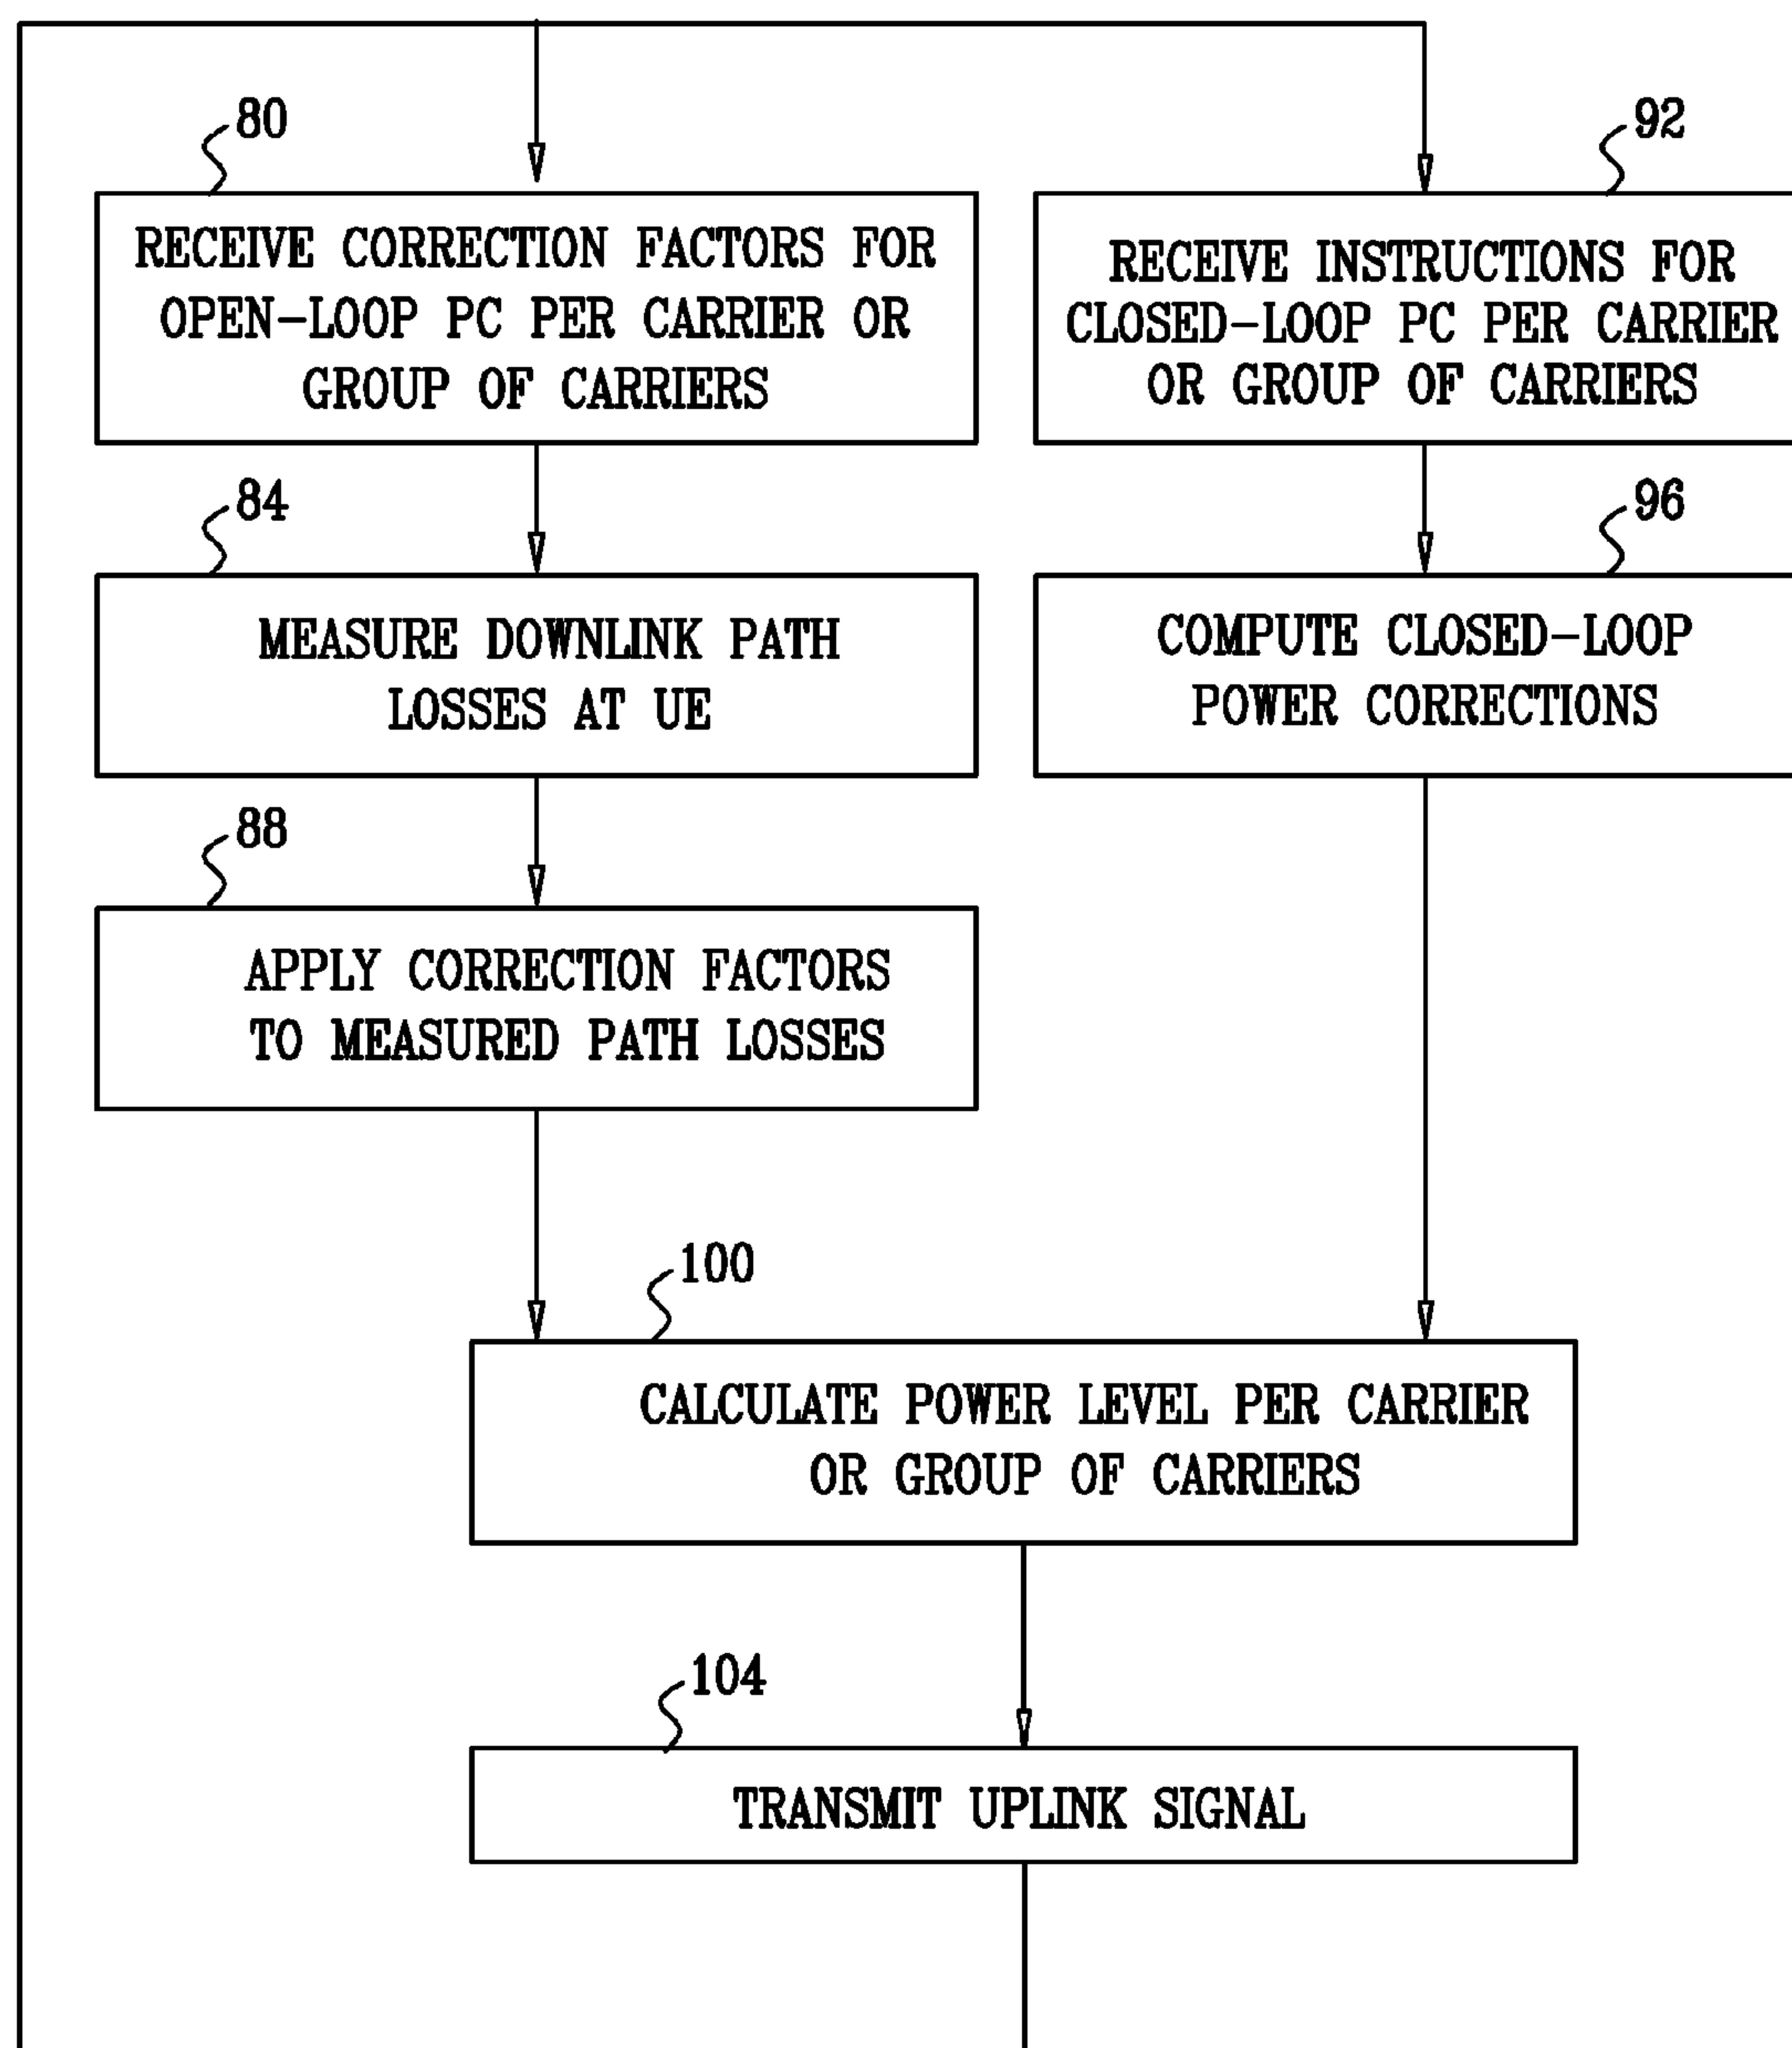 80
RECEIVE CORRECTION FACTORS FOR
OPEN-LOOP PC PER CARRIER OR
GROUP OF CARRIERS
92
RECEIVE INSTRUCTIONS FOR
CLOSED-LOOP PC PER CARRIER
OR GROUP OF CARRIERS
84
MEASURE DOWNLINK PATH
LOSSES AT UE
96
COMPUTE CLOSED-LOOP
POWER CORRECTIONS
88
APPLY CORRECTION FACTORS
TO MEASURED PATH LOSSES
100
CALCULATE POWER LEVEL PER CARRIER
OR GROUP OF CARRIERS
104
TRANSMIT UPLINK SIGNAL